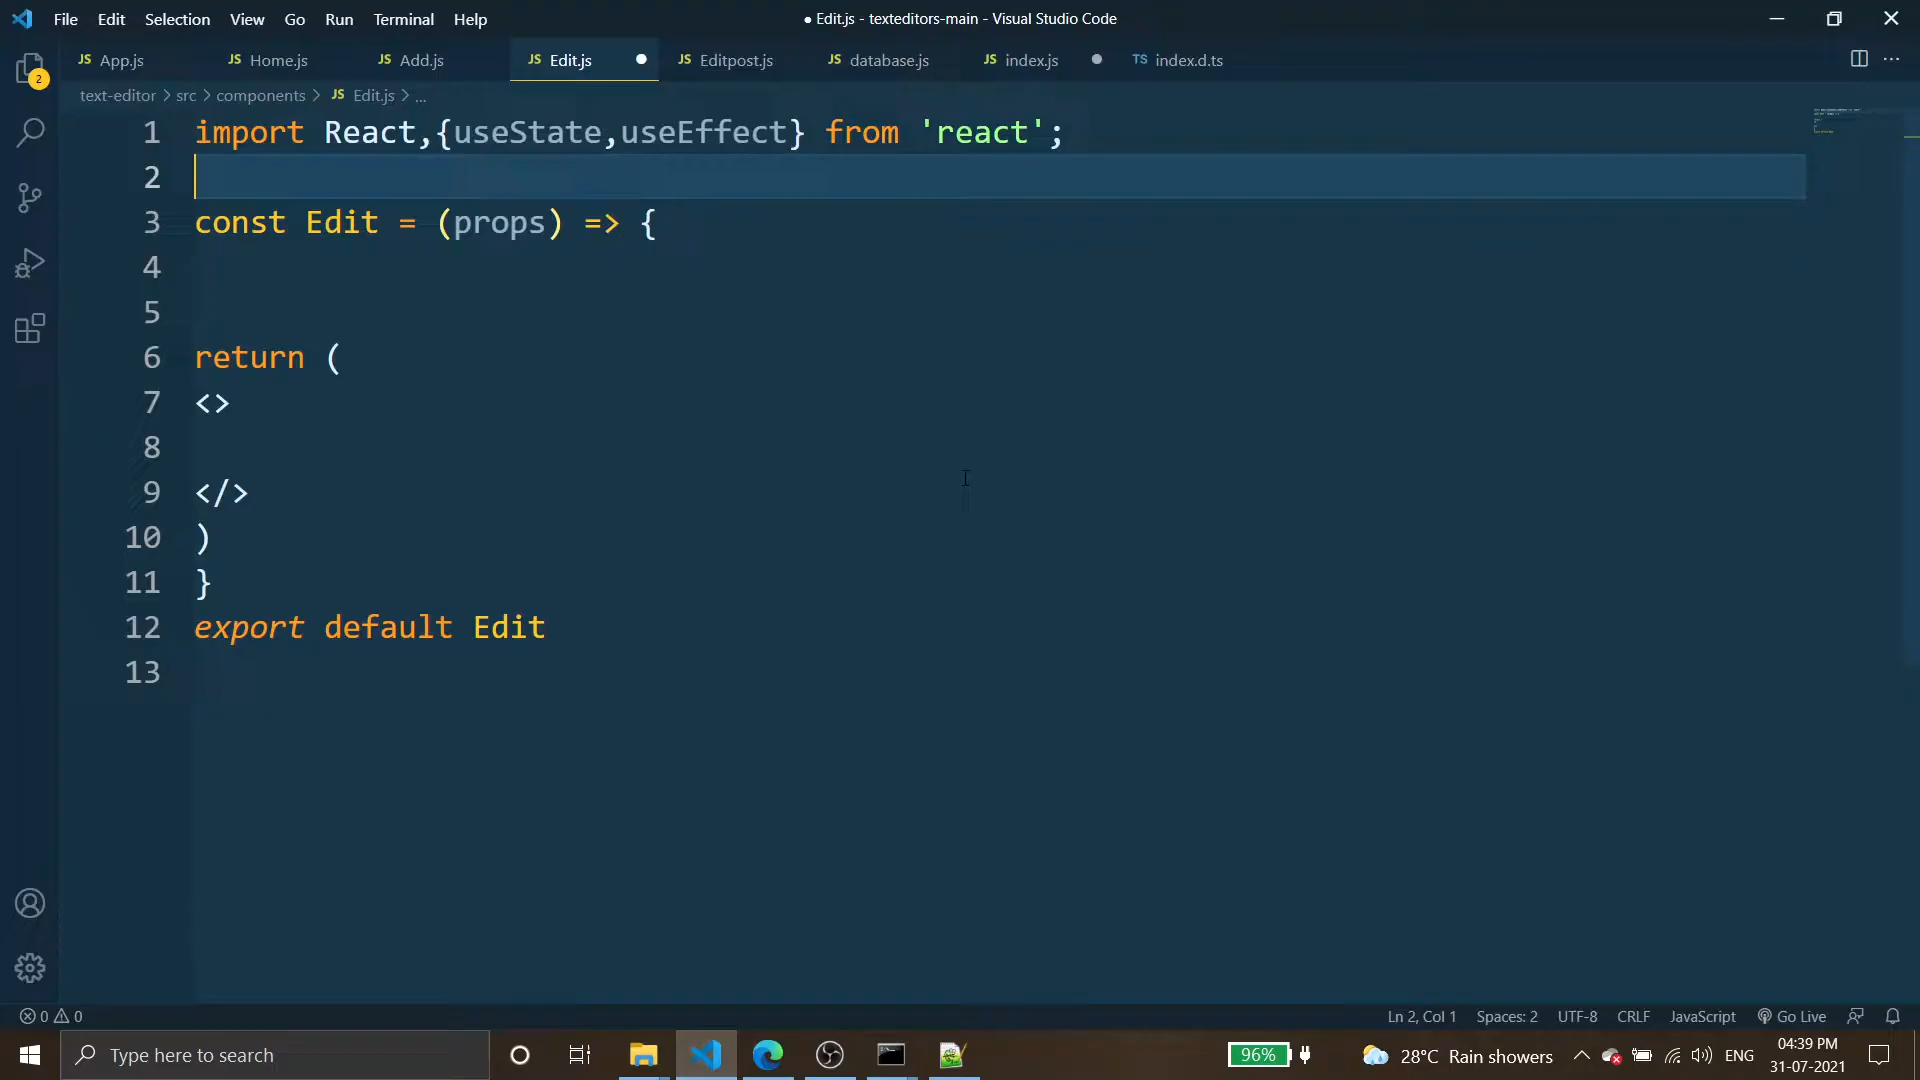 File Edit Selection View Go Run Terminal Help
● Edit.js - texteditors-main - Visual Studio Code
JS App.js
JS Home.js
JS Add.js
JS Edit.js
JS Editpost.js
JS database.js
JS index.js
TS index.d.ts
2
text-editor > src > components > JS Edit.js > ...
1 import React,{useState,useEffect} from 'react';
2
3 const Edit = (props) => {
4
5
6 return (
7 <>
8
9 </>
10 )
11 }
12 export default Edit
13
0 0
Ln 2, Col 1 Spaces: 2 UTF-8 CRLF JavaScript Go Live
Type here to search
96%
28°C Rain showers
ENG
04:39 PM
31-07-2021